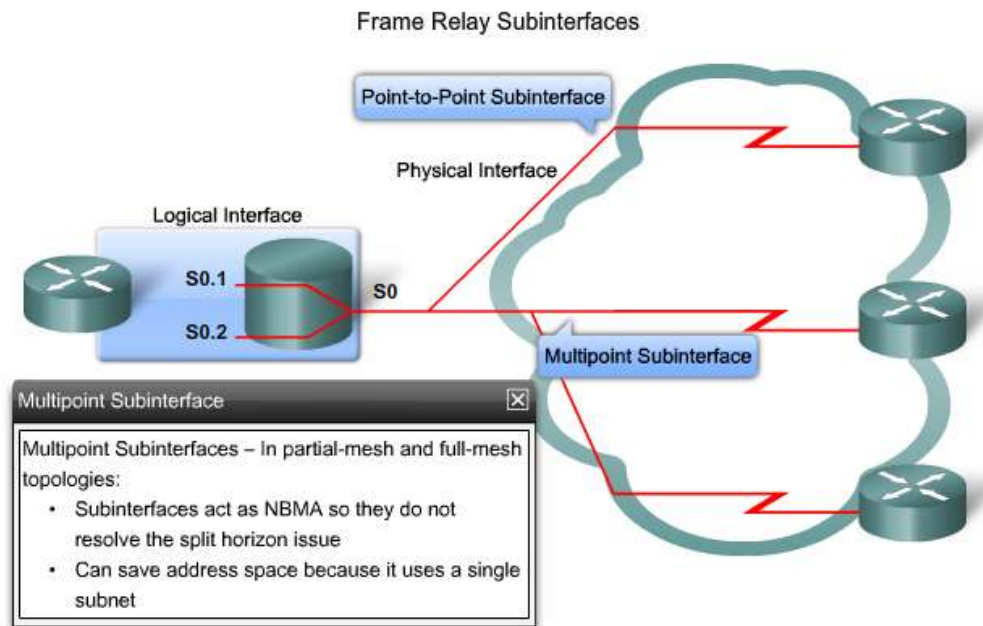 Frame Relay Subinterfaces
Point-to-Point Subinterface
Physical Interface
Logical Interface
S0.1
S0
S0.2
Multipoint Subinterface
Multipoint Subinterface
Multipoint Subinterfaces – In partial-mesh and full-mesh
topologies:
• Subinterfaces act as NBMA so they do not
resolve the split horizon issue
• Can save address space because it uses a single
subnet